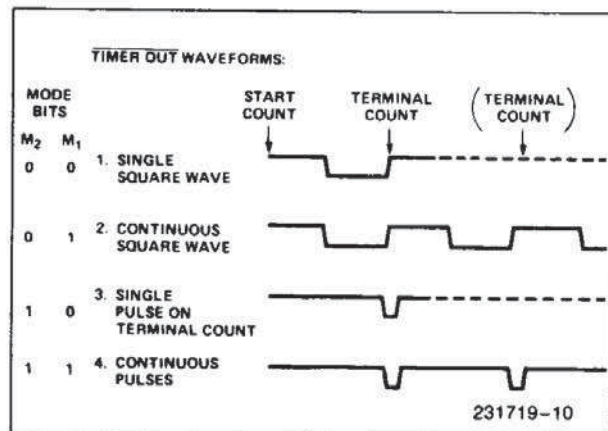 TIMER OUT WAVEFORMS:
MODE
BITS
M2 M1
START
COUNT
TERMINAL
COUNT
(TERMINAL
COUNT)
0 0 1. SINGLE
SQUARE WAVE
0 1 2. CONTINUOUS
SQUARE WAVE
1 0 3. SINGLE
PULSE ON
TERMINAL COUNT
1 1 4. CONTINUOUS
PULSES
231719-10